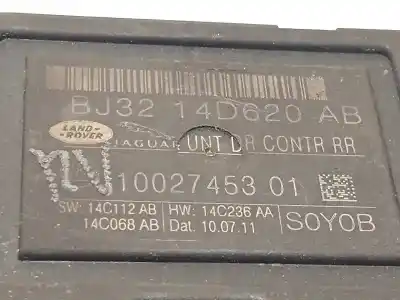 BJ32 14D620 AB
LAND-
ROVER
JAGUAR UNT DR CONTR RR
10027453 01
SW: 14C112 AB HW: 14C236 AA
14C068 AB Dat. 10.07.11
SOYOB